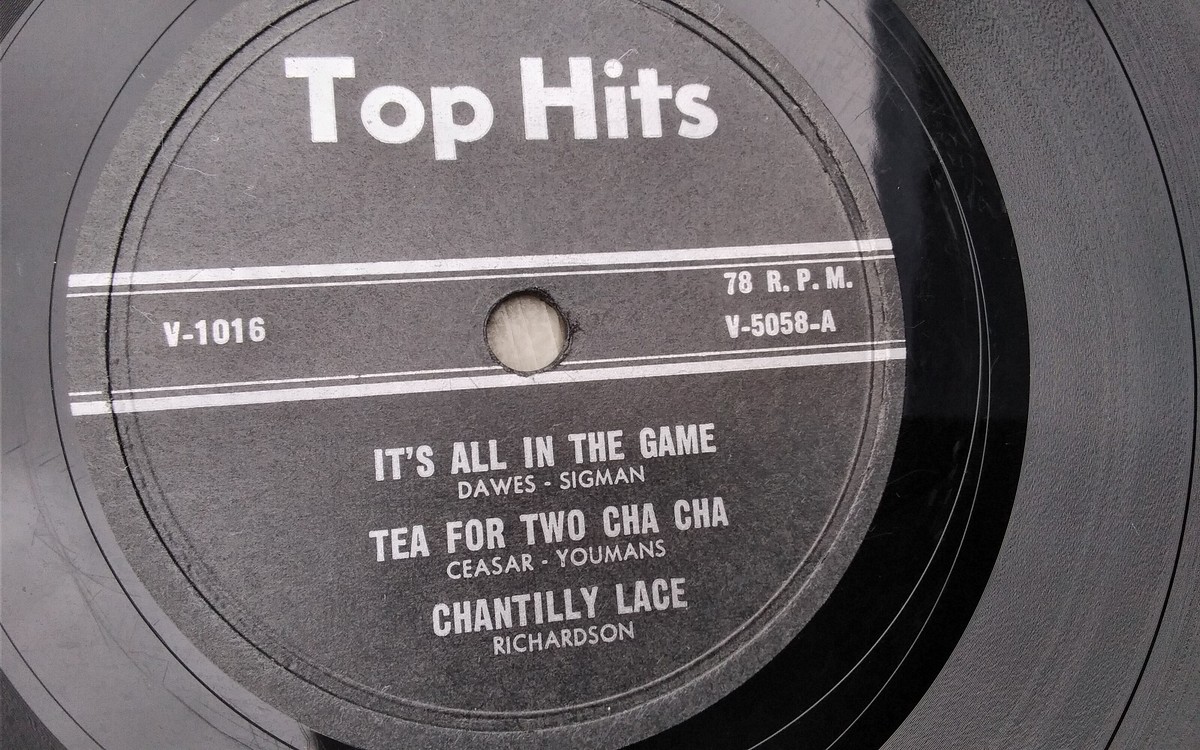 Top Hits
78 R. P. M.
V-1016
V-5058-A
IT'S ALL IN THE GAME
DAWES - SIGMAN
TEA FOR TWO CHA CHA
CEASAR - YOUMANS
CHANTILLY LACE
RICHARDSON